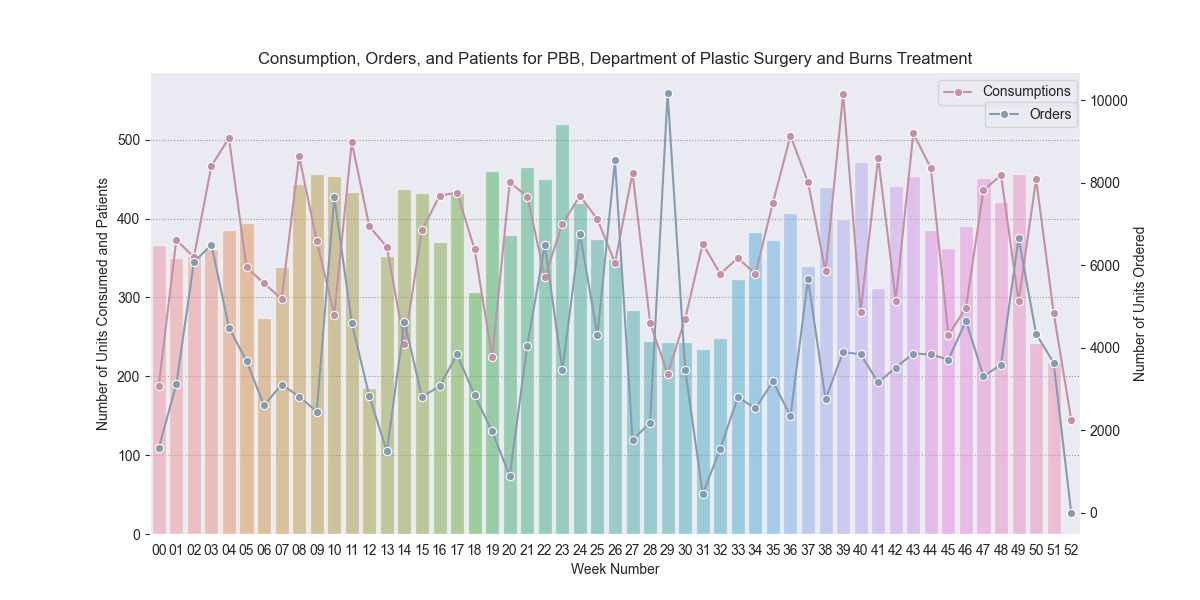 Consumption, Orders, and Patients for PBB, Department of Plastic Surgery and Burns Treatment
Consumptions
Orders
Number of Units Consumed and Patients
500
400
300
200
100
0
10000
8000
6000
4000
2000
0
Number of Units Ordered
00 01 02 03 04 05 06 07 08 09 10 11 12 13 14 15 16 17 18 19 20 21 22 23 24 25 26 27 28 29 30 31 32 33 34 35 36 37 38 39 40 41 42 43 44 45 46 47 48 49 50 51 52
Week Number